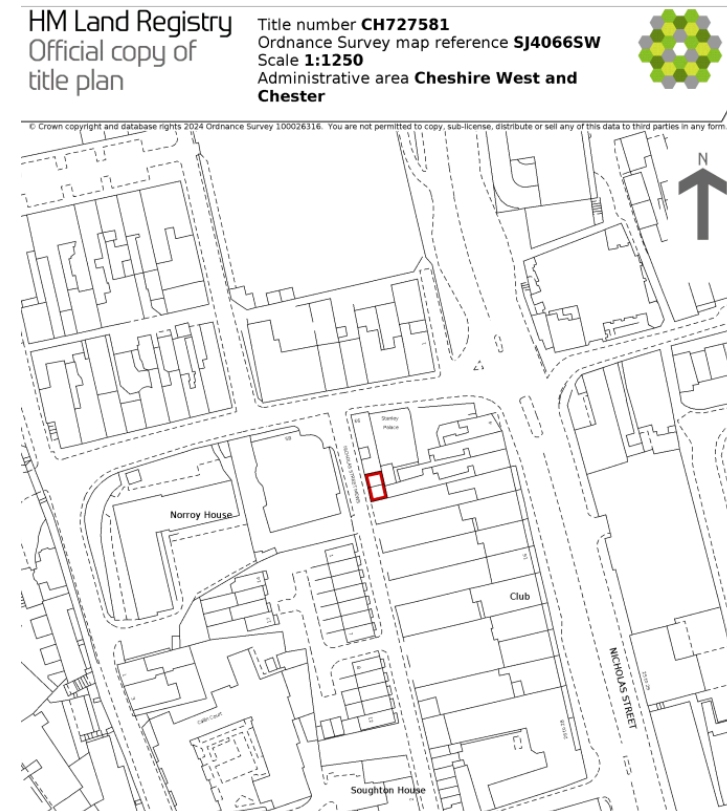 HM Land Registry
Official copy of
title plan
Title number CH727581
Ordnance Survey map reference SJ4066SW
Scale 1:1250
Administrative area Cheshire West and
Chester
© Crown copyright and database rights 2024 Ordnance Survey 100026316. You are not permitted to copy, sub-license, distribute or sell any of this data to third parties in any form.
N
Stanley
Palace
NICHOLAS STREET MEWS
Norroy House
Club
NICHOLAS STREET
Soughton House